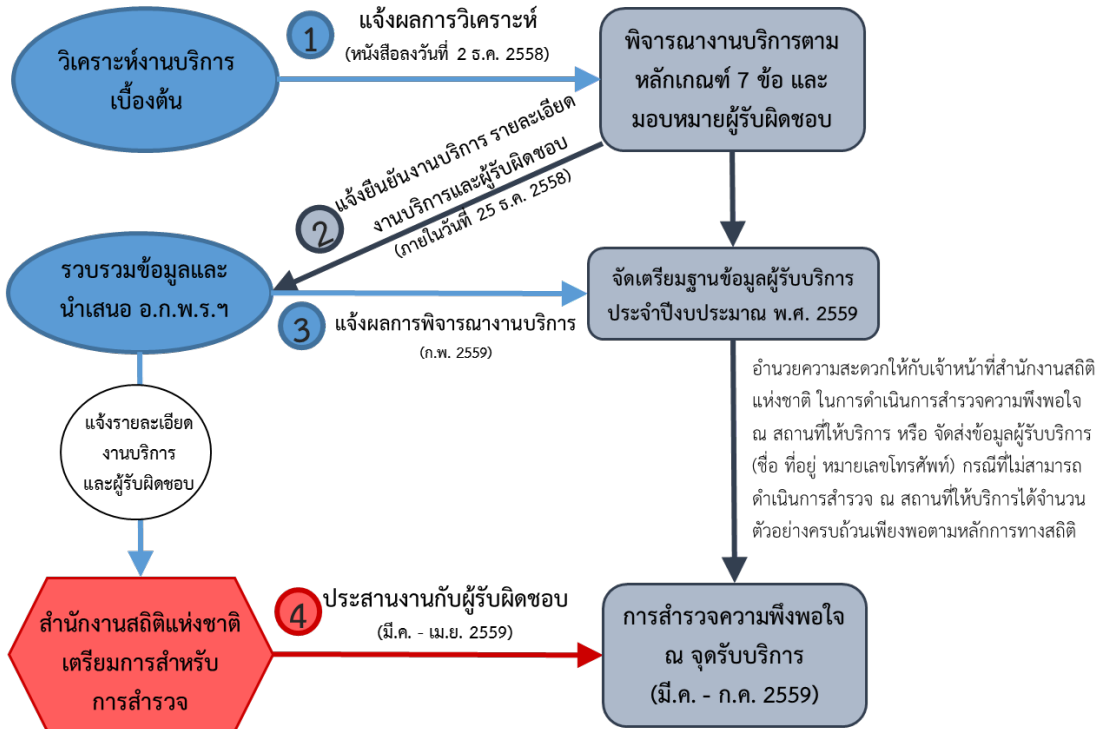 วิเคราะห์งานบริการ
เบื้องต้น
1
แจ้งผลการวิเคราะห์
(หนังสือลงวันที่ 2 ธ.ค. 2558)
พิจารณางานบริการตาม
หลักเกณฑ์ 7 ข้อ และ
มอบหมายผู้รับผิดชอบ
2
แจ้งยืนยันงานบริการ รายละเอียด
งานบริการและผู้รับผิดชอบ
(ภายในวันที่ 25 ธ.ค. 2558)
รวบรวมข้อมูลและ
นำเสนอ อ.ก.พ.ร.ฯ
3
แจ้งผลการพิจารณางานบริการ
(ก.พ. 2559)
จัดเตรียมฐานข้อมูลผู้รับบริการ
ประจำปีงบประมาณ พ.ศ. 2559
แจ้งรายละเอียด
งานบริการ
และผู้รับผิดชอบ
อำนวยความสะดวกให้กับเจ้าหน้าที่สำนักงานสถิติ
แห่งชาติ ในการดำเนินการสำรวจความพึงพอใจ
ณ สถานที่ให้บริการ หรือ จัดส่งข้อมูลผู้รับบริการ
(ชื่อ ที่อยู่ หมายเลขโทรศัพท์) กรณีที่ไม่สามารถ
ดำเนินการสำรวจ ณ สถานที่ให้บริการได้จำนวน
ตัวอย่างครบถ้วนเพียงพอตามหลักการทางสถิติ
สำนักงานสถิติแห่งชาติ
เตรียมการสำหรับ
การสำรวจ
4
ประสานงานกับผู้รับผิดชอบ
(มี.ค. - เม.ย. 2559)
การสำรวจความพึงพอใจ
ณ จุดรับบริการ
(มี.ค. - ก.ค. 2559)